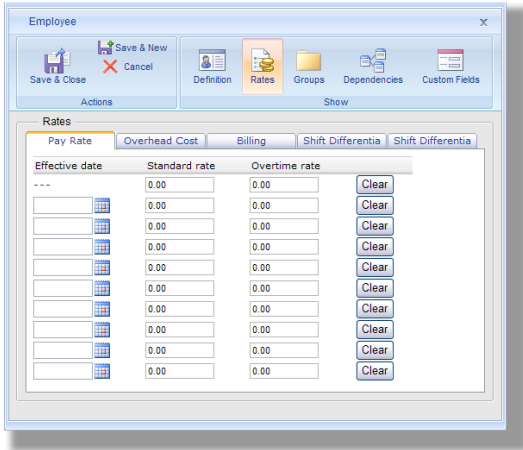 Employee x
Save & Close
Save & New
Cancel
Actions
Definition Rates Groups Dependencies Custom Fields
Show
Rates
Pay Rate Overhead Cost Billing Shift Differentia Shift Differentia
Effective date Standard rate Overtime rate
--- 0.00 0.00 Clear
0.00 0.00 Clear
0.00 0.00 Clear
0.00 0.00 Clear
0.00 0.00 Clear
0.00 0.00 Clear
0.00 0.00 Clear
0.00 0.00 Clear
0.00 0.00 Clear
0.00 0.00 Clear